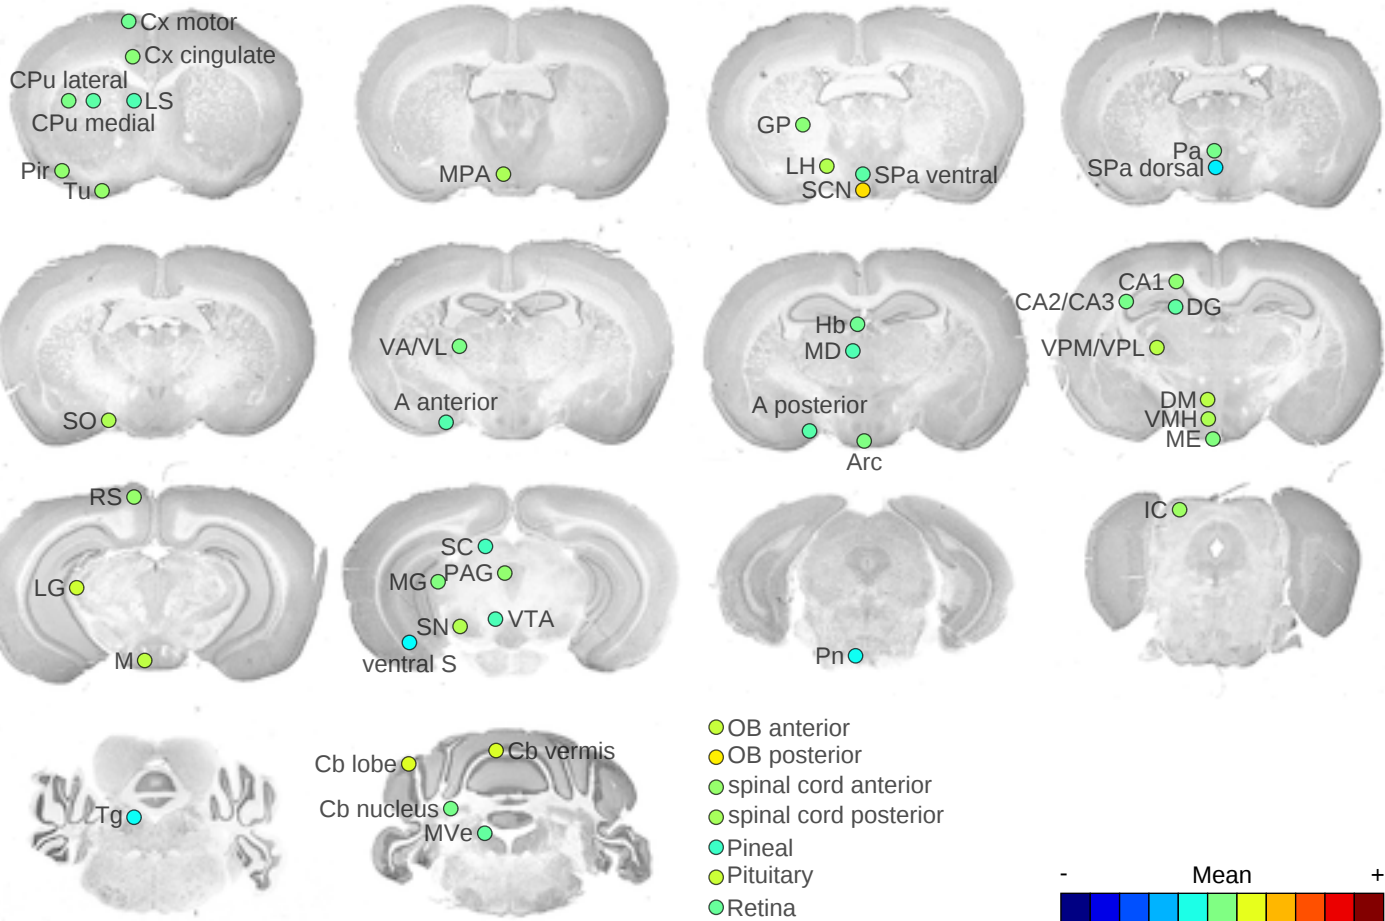 Cx motor
Cx cingulate
CPu lateral
LS
CPu medial
Pir
Tu
MPA
GP
LH
SPa ventral
SCN
Pa
SPa dorsal
SO
VA/VL
A anterior
Hb
MD
A posterior
Arc
CA1
CA2/CA3
DG
VPM/VPL
DM
VMH
ME
RS
LG
M
SC
PAG
MG
SN
VTA
ventral S
Pn
IC
Tg
Cb lobe
Cb vermis
Cb nucleus
MVe
OB anterior
OB posterior
spinal cord anterior
spinal cord posterior
Pineal
Pituitary
Retina
- Mean +